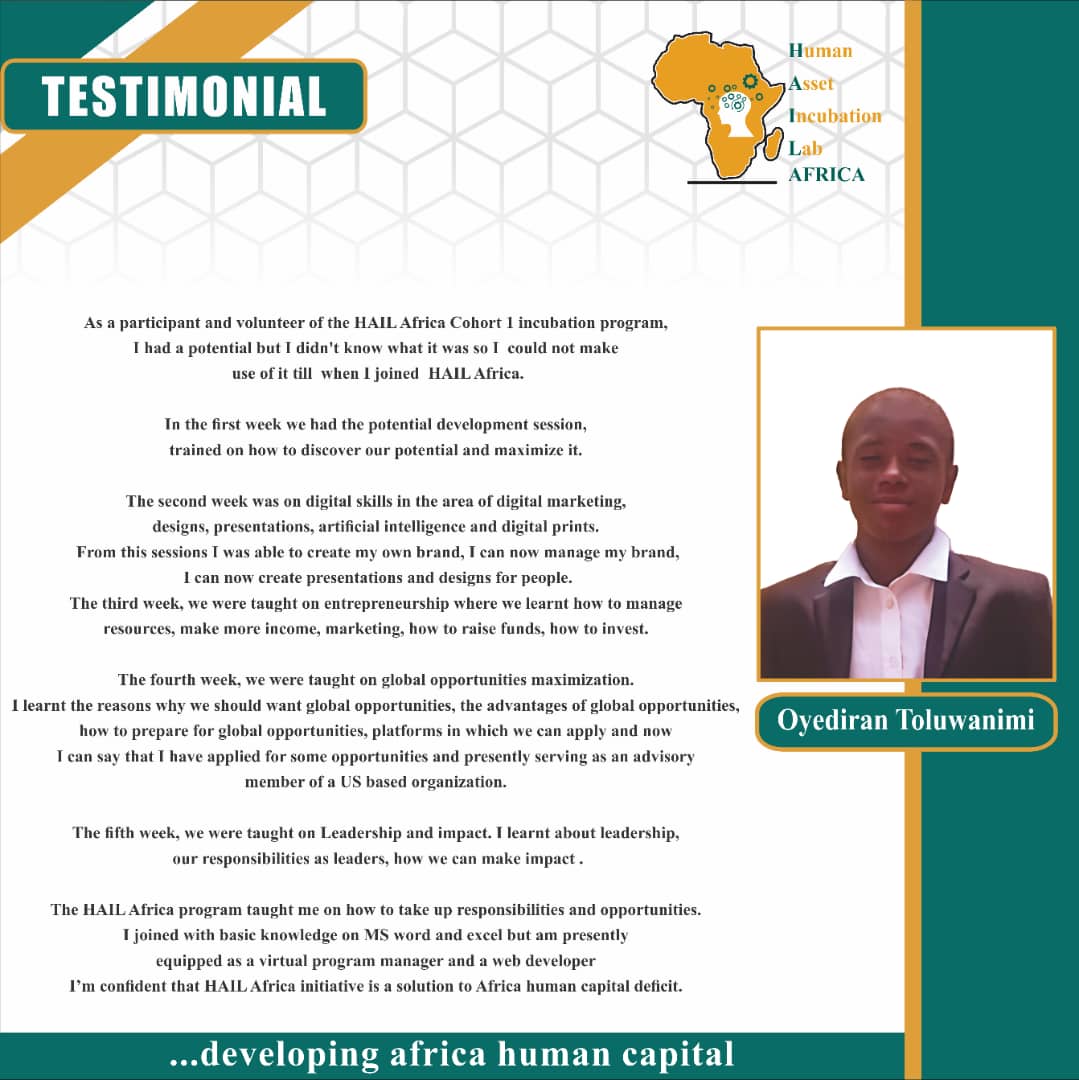 TESTIMONIAL
Human
Asset
Incubation
Lab
AFRICA
As a participant and volunteer of the HAIL Africa Cohort 1 incubation program,
I had a potential but I didn't know what it was so I could not make
use of it till when I joined HAIL Africa.
In the first week we had the potential development session,
trained on how to discover our potential and maximize it.
The second week was on digital skills in the area of digital marketing,
designs, presentations, artificial intelligence and digital prints.
From this sessions I was able to create my own brand, I can now manage my brand,
I can now create presentations and designs for people.
The third week, we were taught on entrepreneurship where we learnt how to manage
resources, make more income, marketing, how to raise funds, how to invest.
The fourth week, we were taught on global opportunities maximization.
I learnt the reasons why we should want global opportunities, the advantages of global opportunities,
how to prepare for global opportunities, platforms in which we can apply and now
I can say that I have applied for some opportunities and presently serving as an advisory
member of a US based organization.
The fifth week, we were taught on Leadership and impact. I learnt about leadership,
our responsibilities as leaders, how we can make impact .
The HAIL Africa program taught me on how to take up responsibilities and opportunities.
I joined with basic knowledge on MS word and excel but am presently
equipped as a virtual program manager and a web developer
I'm confident that HAIL Africa initiative is a solution to Africa human capital deficit.
Oyediran Toluwanimi
...developing africa human capital